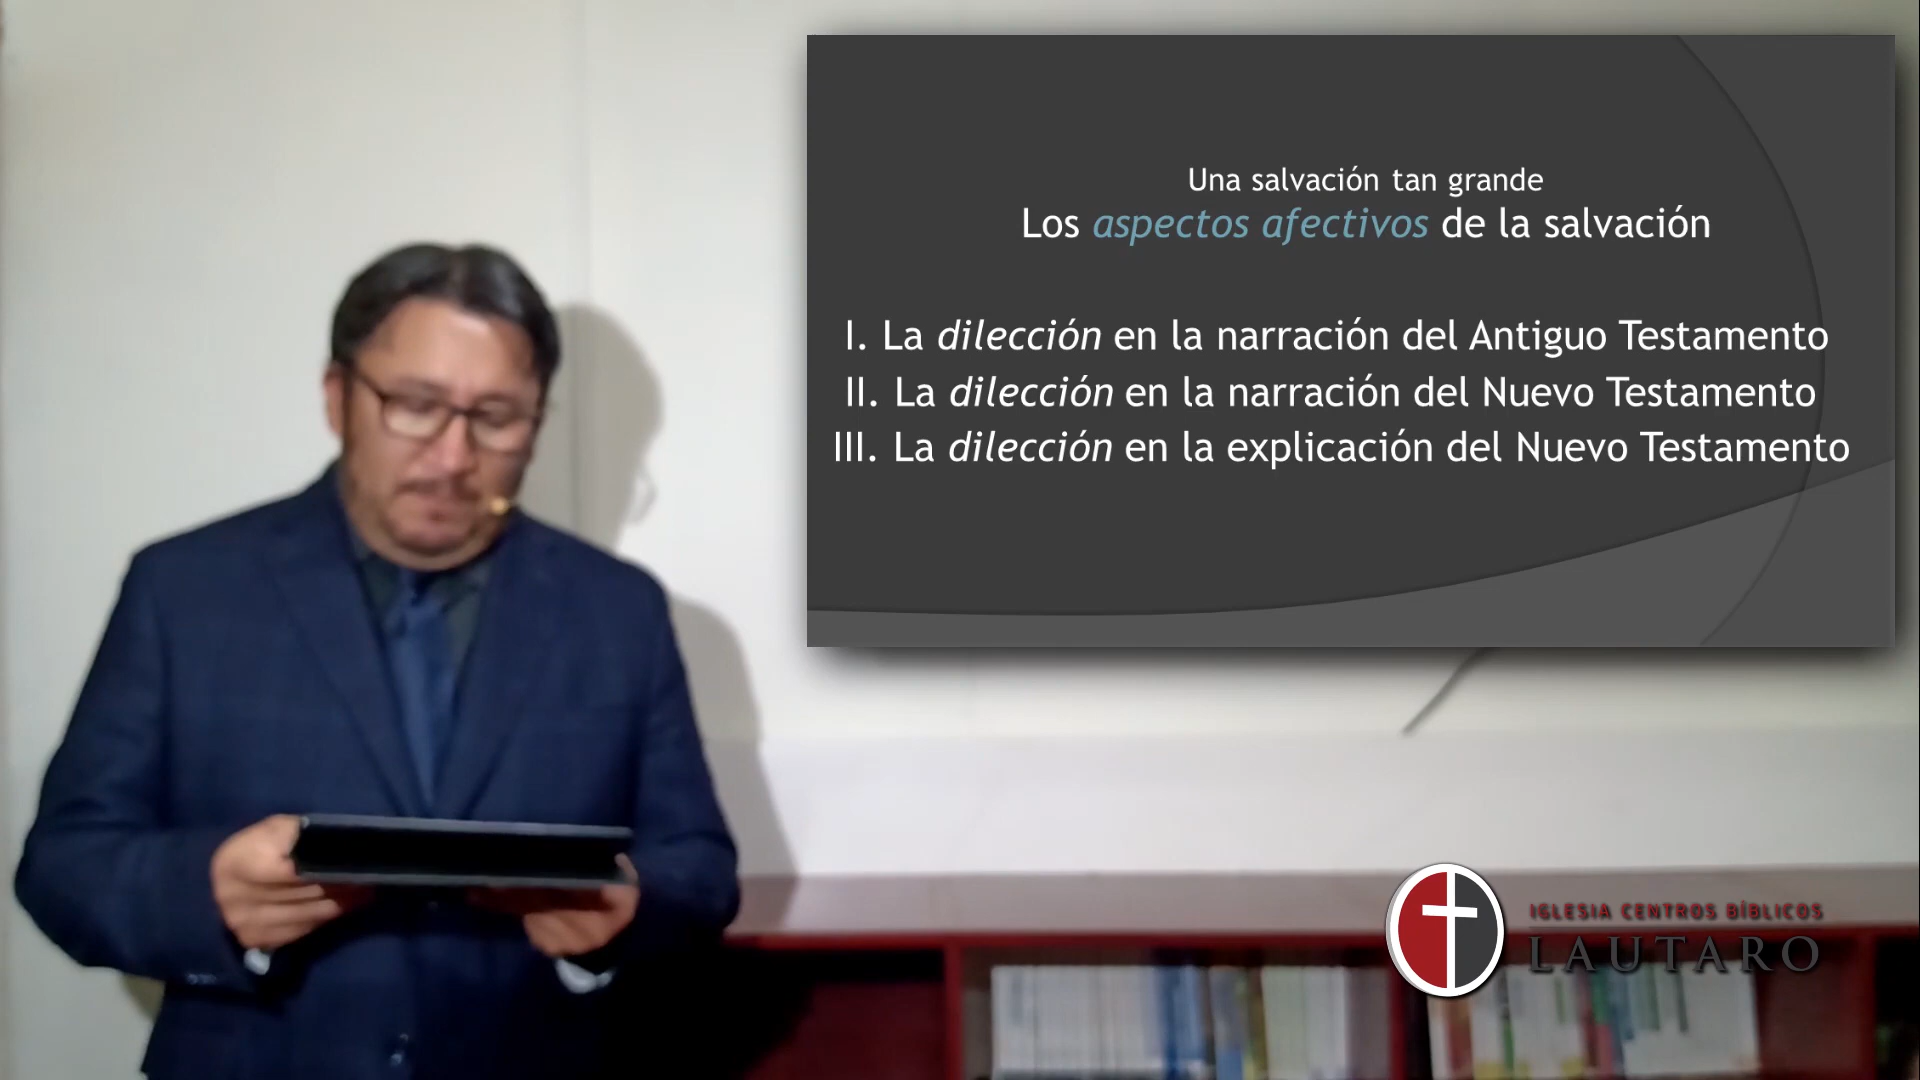 Una salvación tan grande
Los aspectos afectivos de la salvación
I. La dilección en la narración del Antiguo Testamento
II. La dilección en la narración del Nuevo Testamento
III. La dilección en la explicación del Nuevo Testamento
IGLESIA CENTROS BÍBLICOS
LAUTARO